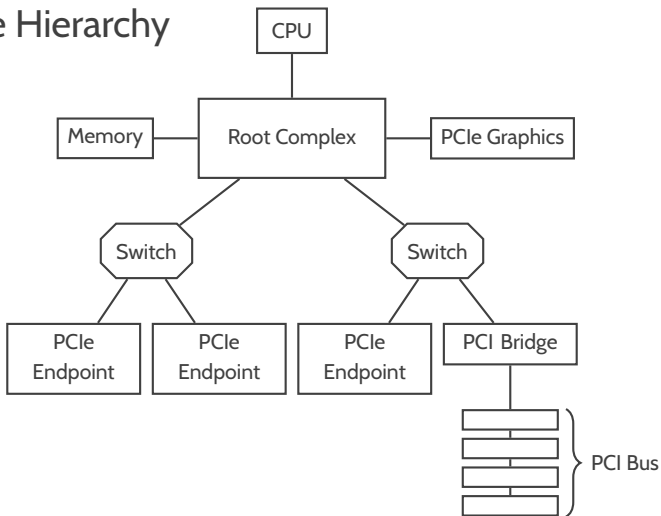 e Hierarchy
CPU
Memory
Root Complex
PCIe Graphics
Switch
Switch
PCIe
Endpoint
PCIe
Endpoint
PCIe
Endpoint
PCI Bridge
PCI Bus